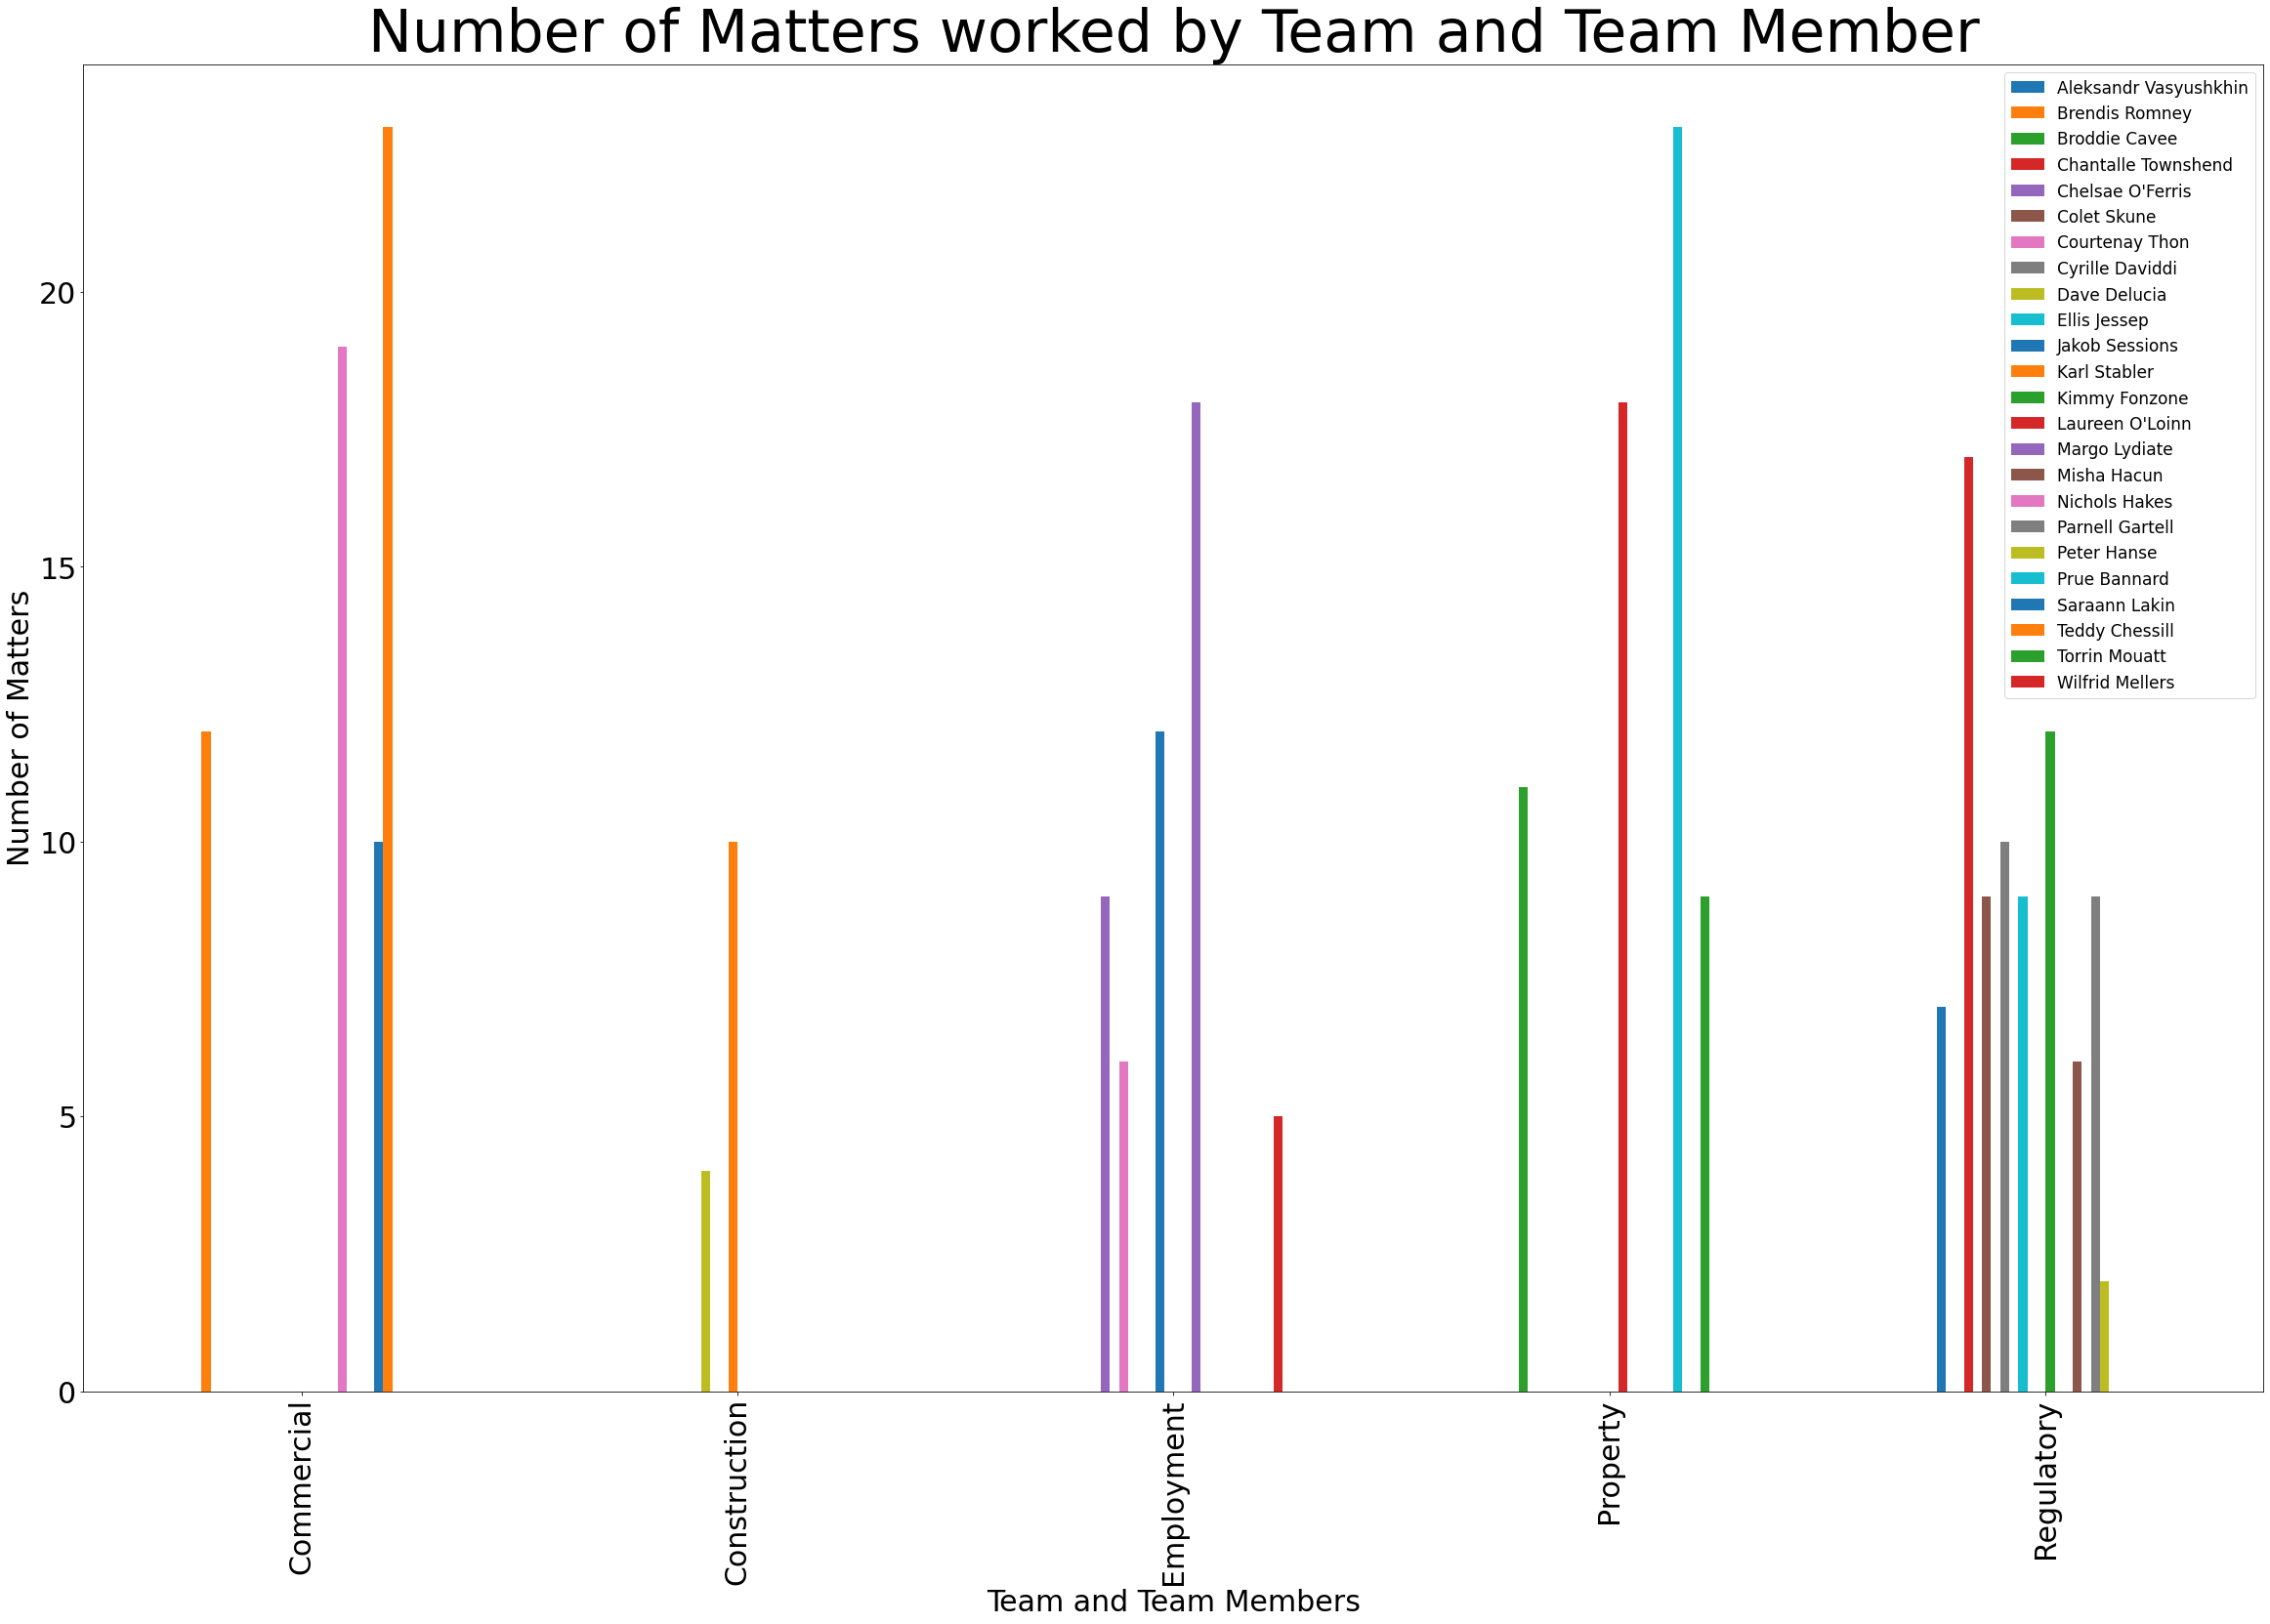 Number of Matters worked by Team and Team Member
Aleksandr Vasyushkhin
Brendis Romney
Broddie Cavee
Chantalle Townshend
Chelsae O'Ferris
Colet Skune
Courtenay Thon
Cyrille Daviddi
Dave Delucia
Ellis Jessep
Jakob Sessions
Karl Stabler
Kimmy Fonzone
Laureen O'Loinn
Margo Lydiate
Misha Hacun
Nichols Hakes
Parnell Gartell
Peter Hanse
Prue Bannard
Saraann Lakin
Teddy Chessill
Torrin Mouatt
Wilfrid Mellers
Number of Matters
20
15
10
5
0
Commercial
Construction
Employment
Property
Regulatory
Team and Team Members